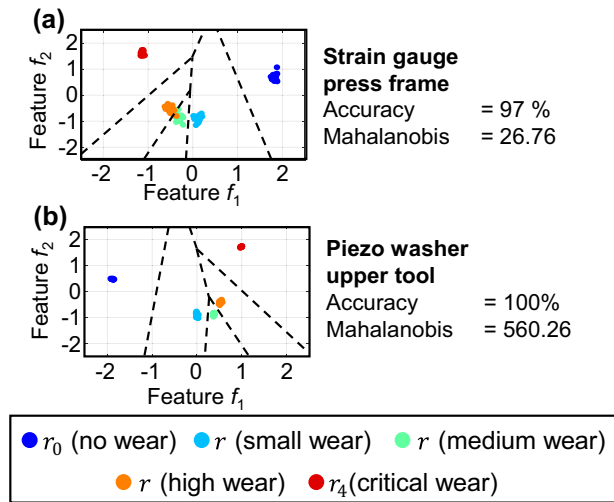 (a)
Feature f₂
2
1
0
-1
-2
-2 -1 0 1 2
Feature f₁
Strain gauge
press frame
Accuracy = 97 %
Mahalanobis = 26.76
(b)
Feature f₂
2
1
0
-1
-2
-2 -1 0 1 2
Feature f₁
Piezo washer
upper tool
Accuracy = 100%
Mahalanobis = 560.26
r₀ (no wear) r (small wear) r (medium wear)
r (high wear) r₄(critical wear)